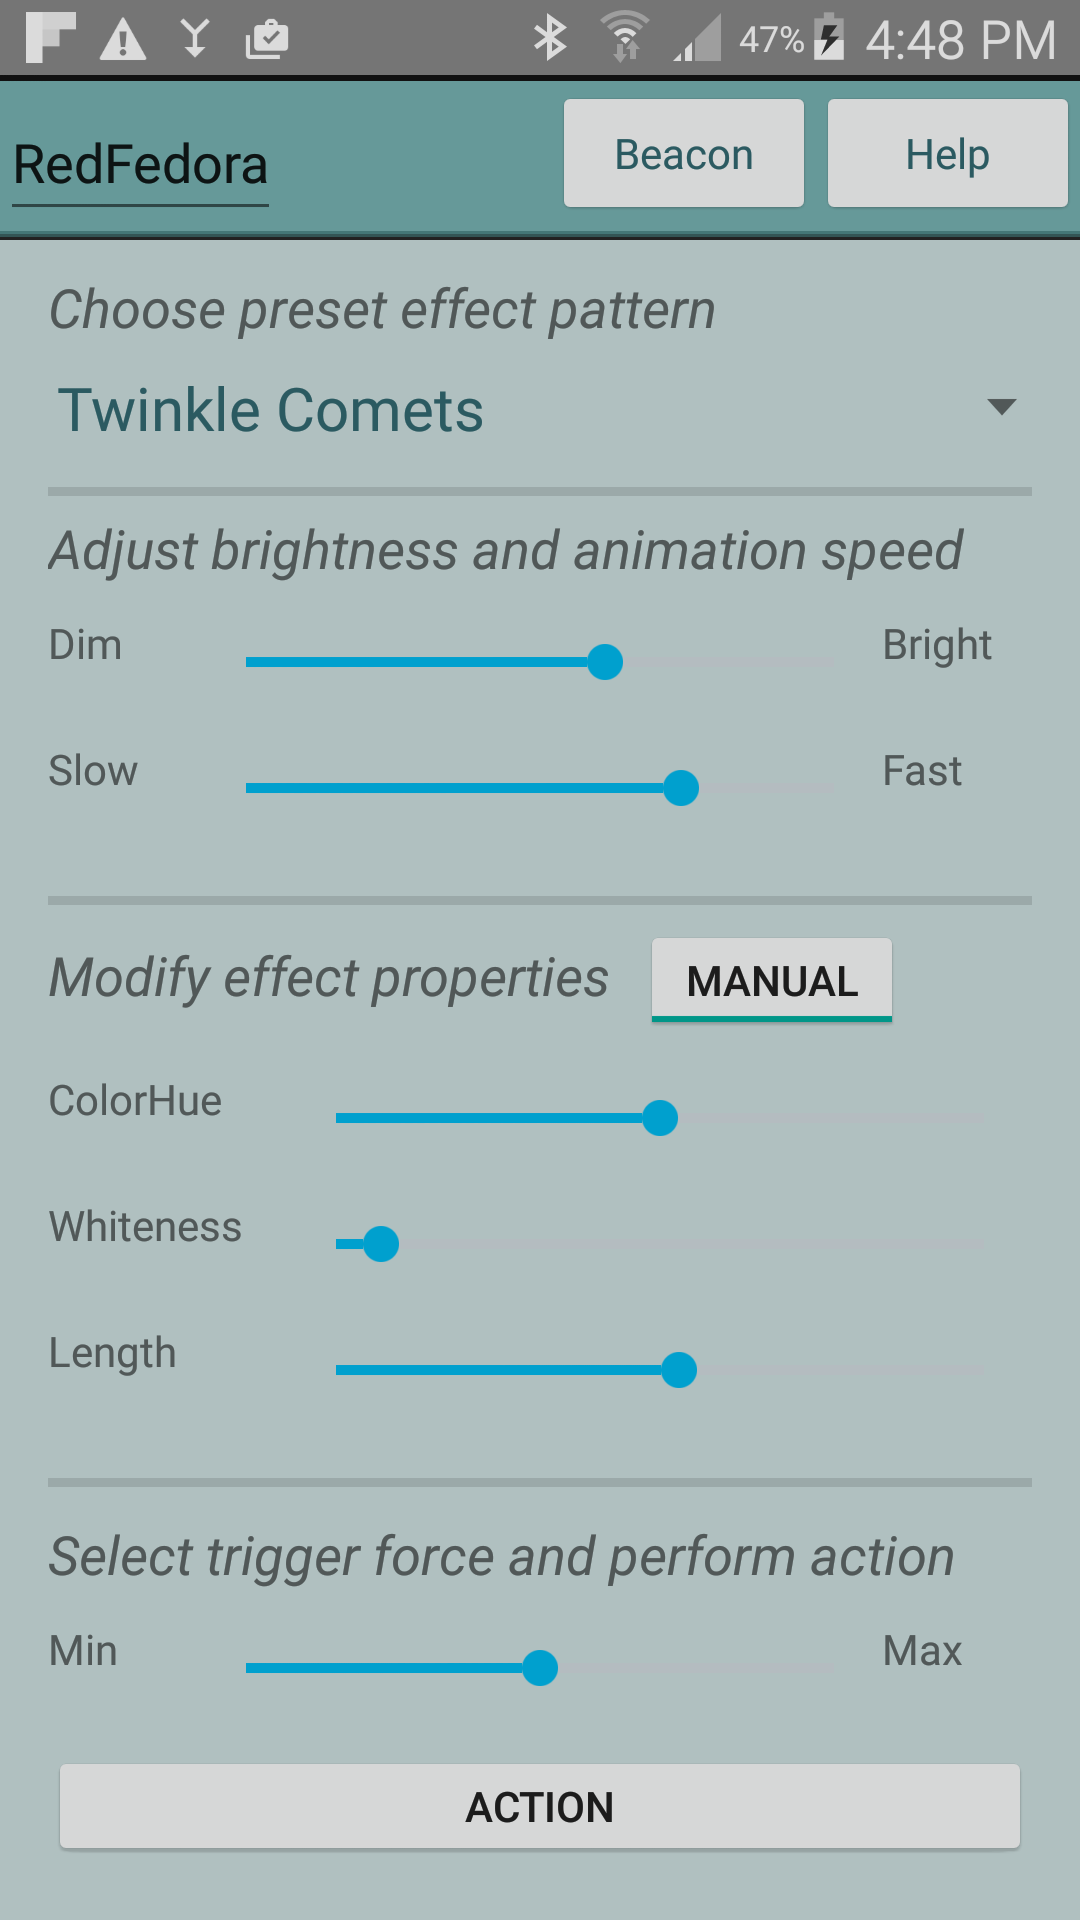 47% 4:48 PM
RedFedora Beacon Help
Choose preset effect pattern
Twinkle Comets
Adjust brightness and animation speed
Dim Bright
Slow Fast
Modify effect properties MANUAL
ColorHue
Whiteness
Length
Select trigger force and perform action
Min Max
ACTION